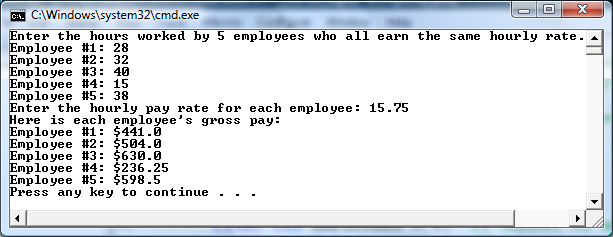 C:\Windows\system32\cmd.exe
Enter the hours worked by 5 employees who all earn the same hourly rate.
Employee #1: 28
Employee #2: 32
Employee #3: 40
Employee #4: 15
Employee #5: 38
Enter the hourly pay rate for each employee: 15.75
Here is each employee's gross pay:
Employee #1: $441.0
Employee #2: $504.0
Employee #3: $630.0
Employee #4: $236.25
Employee #5: $598.5
Press any key to continue . . .